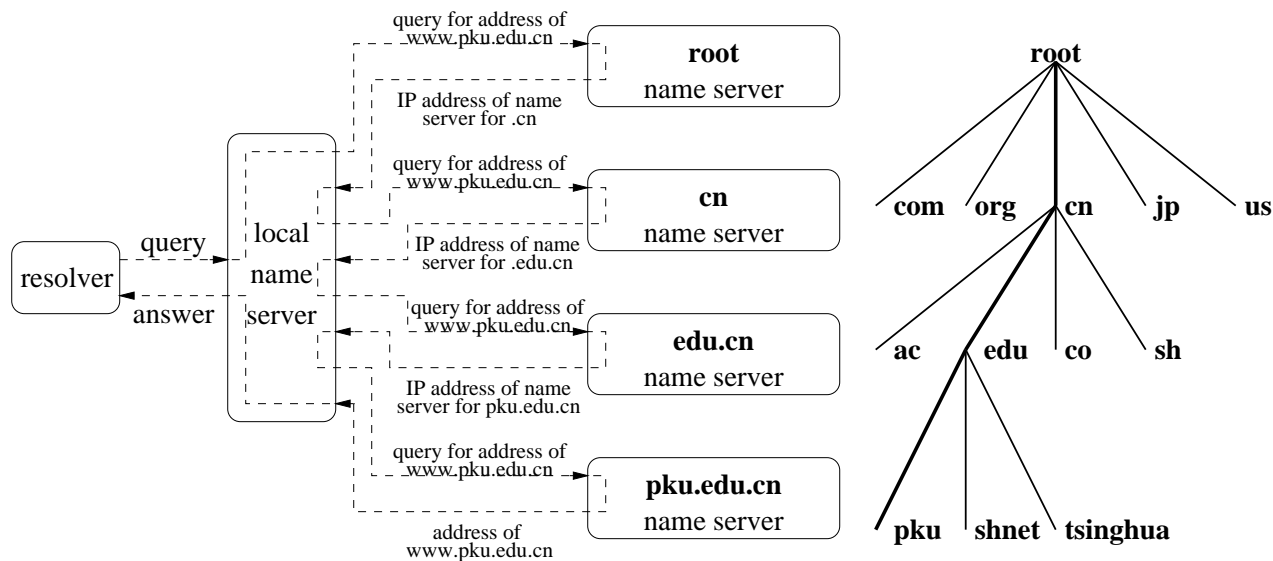 query for address of
www.pku.edu.cn
root
name server
IP address of name
server for .cn
query for address of
www.pku.edu.cn
cn
name server
IP address of name
server for .edu.cn
query for address of
www.pku.edu.cn
edu.cn
name server
IP address of name
server for pku.edu.cn
query for address of
www.pku.edu.cn
pku.edu.cn
name server
address of
www.pku.edu.cn
resolver
query
answer
local
name
server
root
com org cn jp us
ac edu co sh
pku shnet tsinghua